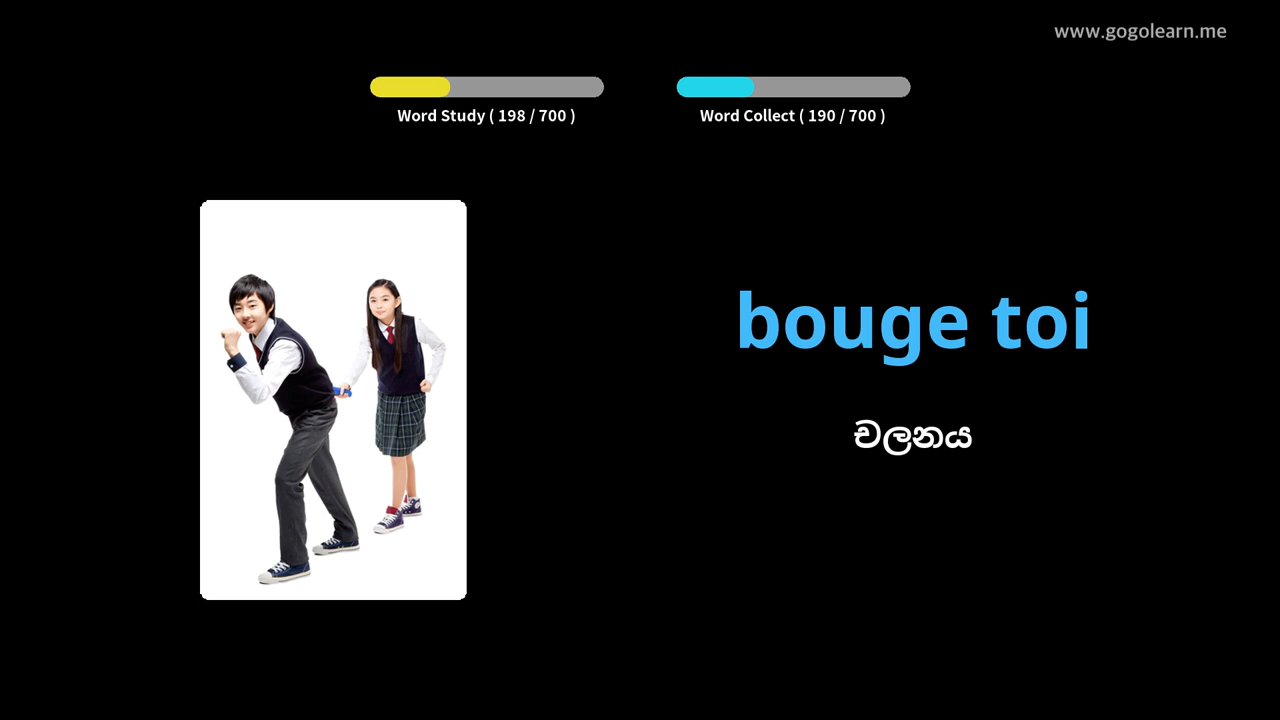 www.gogolearn.me
Word Study ( 198 / 700 )
Word Collect ( 190 / 700 )
bouge toi
චලනය